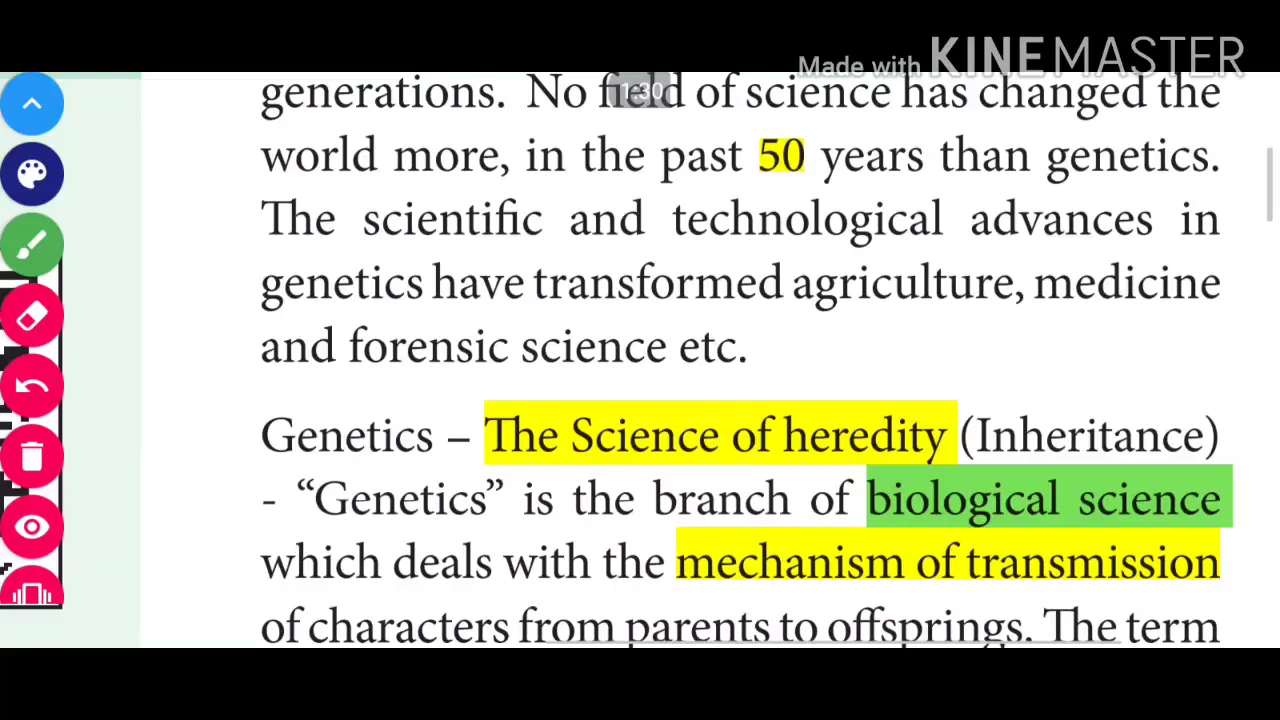 Made with KINEMASTER
generations. No field of science has changed the
1:30
world more, in the past 50 years than genetics.
The scientific and technological advances in
genetics have transformed agriculture, medicine
and forensic science etc.
Genetics – The Science of heredity (Inheritance)
- “Genetics” is the branch of biological science
which deals with the mechanism of transmission
of characters from parents to offsprings. The term